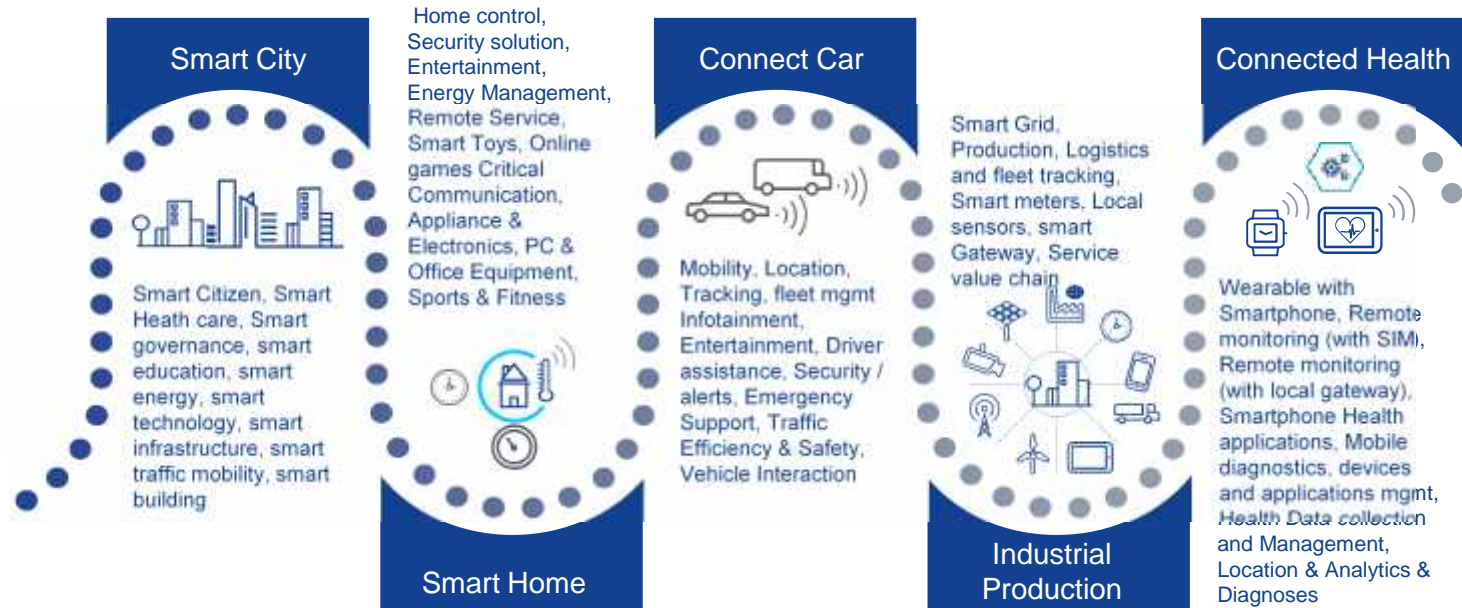 Smart City
Smart Citizen, Smart
Heath care, Smart
governance, smart
education, smart
energy, smart
technology, smart
infrastructure, smart
traffic mobility, smart
building
Home control,
Security solution,
Entertainment,
Energy Management,
Remote Service,
Smart Toys, Online
games Critical
Communication,
Appliance &
Electronics, PC &
Office Equipment,
Sports & Fitness
Smart Home
Connect Car
Mobility, Location,
Tracking, fleet mgmt
Infotainment,
Entertainment, Driver
assistance, Security /
alerts, Emergency
Support, Traffic
Efficiency & Safety,
Vehicle Interaction
Smart Grid,
Production, Logistics
and fleet tracking,
Smart meters, Local
sensors, smart
Gateway, Service
value chain
Industrial
Production
Connected Health
Wearable with
Smartphone, Remote
monitoring (with SIM),
Remote monitoring
(with local gateway),
Smartphone Health
applications, Mobile
diagnostics, devices
and applications mgmt,
Health Data collection
and Management,
Location & Analytics &
Diagnoses